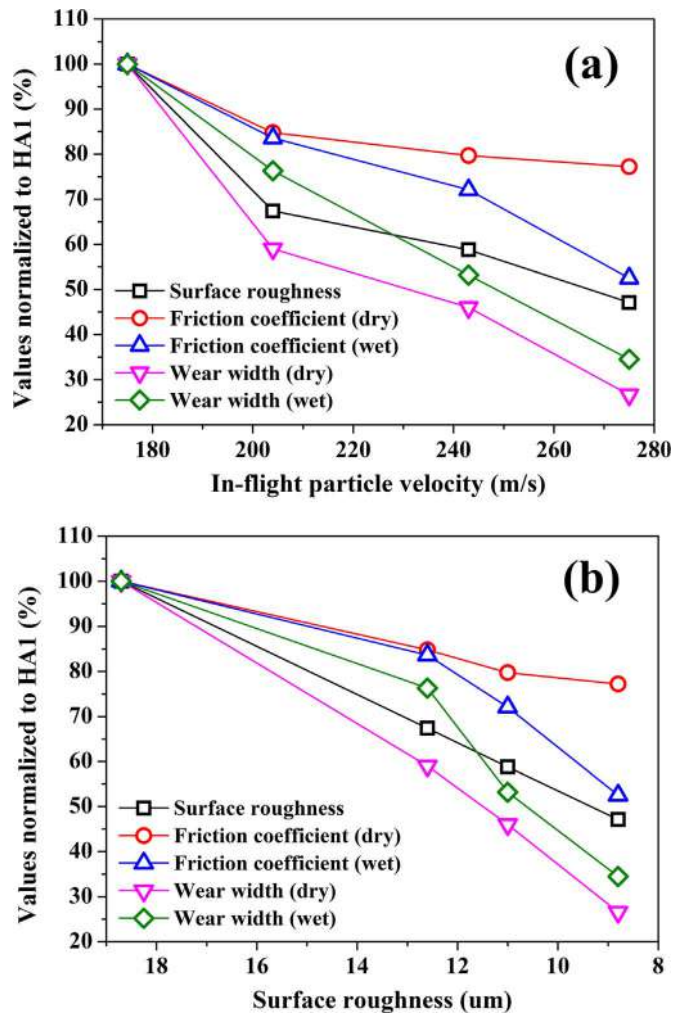 110
100
90
80
70
60
50
40
30
20
Values normalized to HA1 (%)
(a)
Surface roughness
Friction coefficient (dry)
Friction coefficient (wet)
Wear width (dry)
Wear width (wet)
180 200 220 240 260 280
In-flight particle velocity (m/s)
110
100
90
80
70
60
50
40
30
20
Values normalized to HA1 (%)
(b)
Surface roughness
Friction coefficient (dry)
Friction coefficient (wet)
Wear width (dry)
Wear width (wet)
18 16 14 12 10 8
Surface roughness (um)